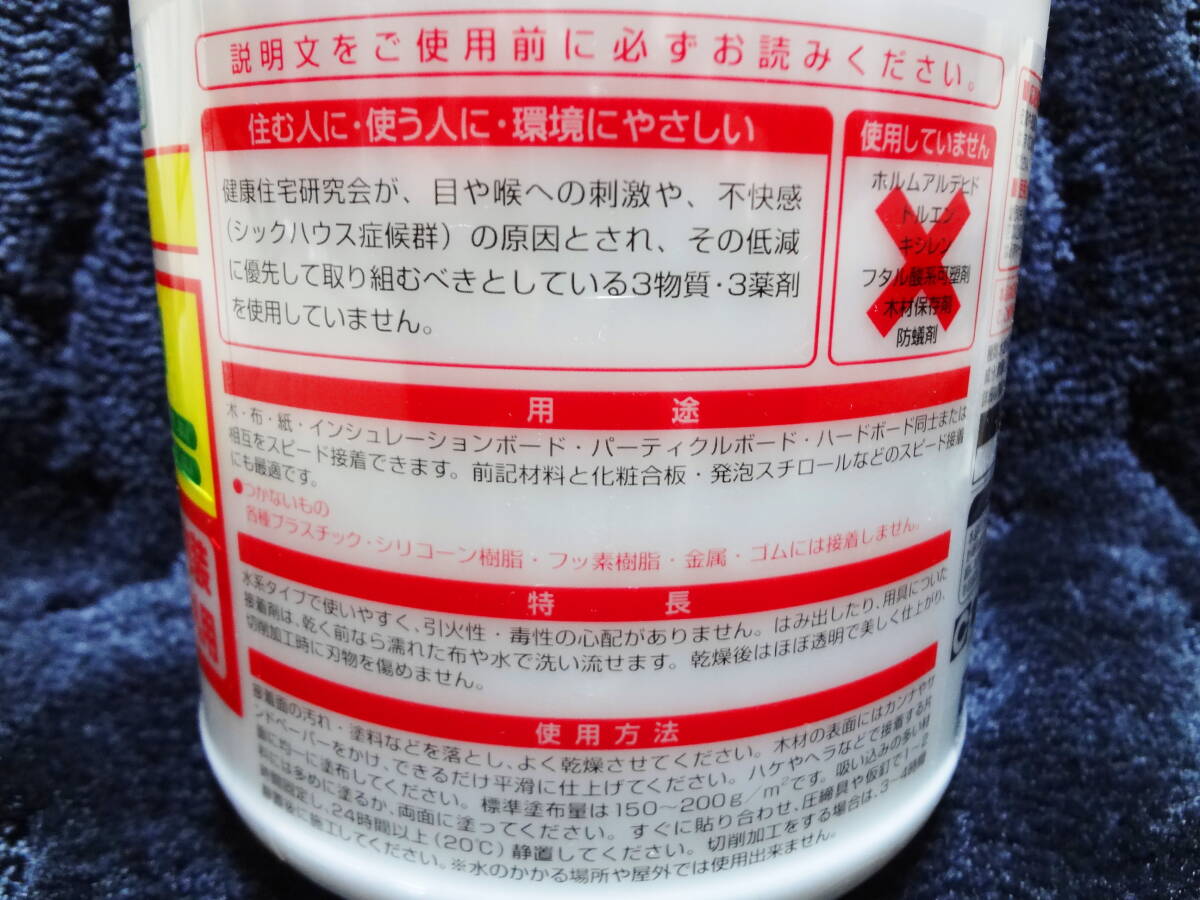 説明文をご使用前に必ずお読みください。
住む人に・使う人に・環境にやさしい
健康住宅研究会が、目や喉への刺激や、不快感
(シックハウス症候群)の原因とされ、その低減
に優先して取り組むべきとしている3物質・3薬剤
を使用していません。
使用していません
ホルムアルデヒド
トルエン
キシレン
フタル酸系可塑剤
木材保存剤
防蟻剤
用途
木・布・紙・インシュレーションボード・パーティクルボード・ハードボード同士または
相互をスピード接着できます。前記材料と化粧合板・発泡スチロールなどのスピード接着
にも最適です。
●つかないもの
各種プラスチック・シリコーン樹脂・フッ素樹脂・金属・ゴムには接着しません。
特長
水系タイプで使いやすく、引火性・毒性の心配がありません。はみ出したり、用具についた
接着剤は、乾く前なら濡れた布や水で洗い流せます。乾燥後はほぼ透明で美しく仕上がり、
切削加工時に刃物を傷めません。
使用方法
接着面の汚れ・塗料などを落とし、よく乾燥させてください。木材の表面にはカンナやサ
ンドペーパーをかけ、できるだけ平滑に仕上げてください。ハケやヘラなどで接着する片
面に均一に塗布してください。標準塗布量は150〜200g/m²です。吸い込みの多い材
料には多めに塗るか、両面に塗ってください。すぐに貼り合わせ、圧締具や仮釘で1〜2
時間固定し、24時間以上(20℃)静置してください。切削加工をする場合は、3〜4時間
静置後に施工してください。※水のかかる場所や屋外では使用出来ません。